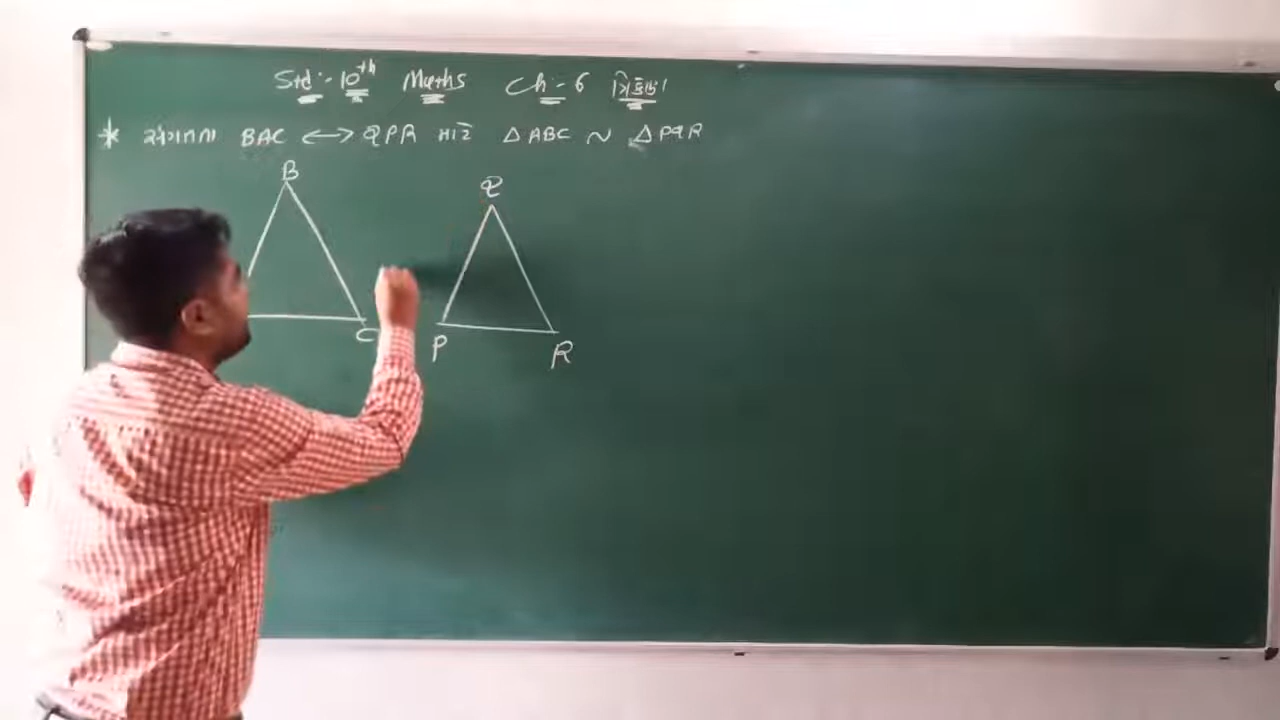 Std :- 10th Maths Ch - 6 ત્રિકોણ
* સંગતતા BAC ↔ QPR માટે △ABC ~ △PQR
B
Q
C
P
R